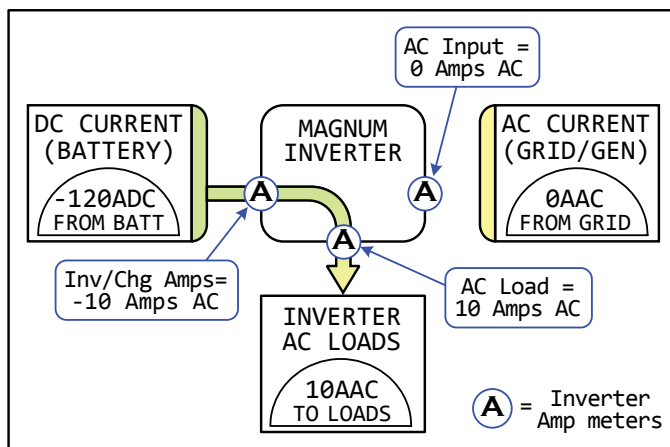 AC Input =
0 Amps AC
DC CURRENT
(BATTERY)
-120ADC
FROM BATT
MAGNUM
INVERTER
A
A
A
AC CURRENT
(GRID/GEN)
0AAC
FROM GRID
Inv/Chg Amps=
-10 Amps AC
AC Load =
10 Amps AC
INVERTER
AC LOADS
10AAC
TO LOADS
A = Inverter
Amp meters